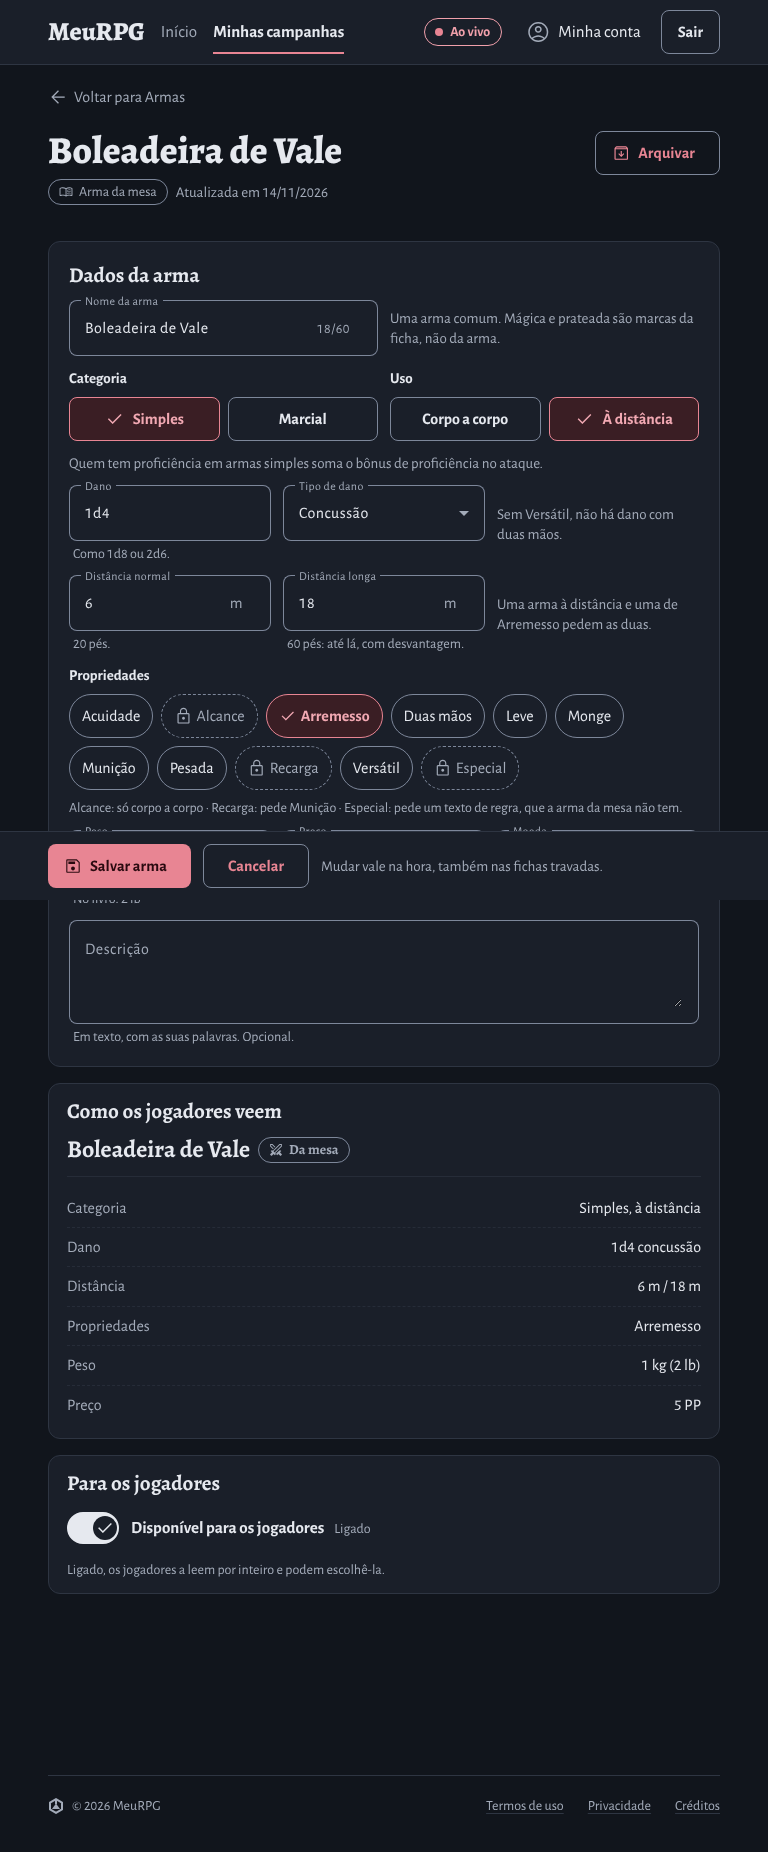 MeuRPG Início Minhas campanhas Ao vivo Minha conta Sair
Voltar para Armas
Boleadeira de Vale
Arquivar
Arma da mesa Atualizada em 14/11/2026
Dados da arma
Nome da arma
Boleadeira de Vale 18/60
Uma arma comum. Mágica e prateada são marcas da
ficha, não da arma.
Categoria Uso
Simples Marcial Corpo a corpo À distância
Quem tem proficiência em armas simples soma o bônus de proficiência no ataque.
Dano Tipo de dano
1d4 Concussão
Sem Versátil, não há dano com
duas mãos.
Como 1d8 ou 2d6.
Distância normal Distância longa
6 m 18 m
Uma arma à distância e uma de
Arremesso pedem as duas.
20 pés. 60 pés: até lá, com desvantagem.
Propriedades
Acuidade Alcance Arremesso Duas mãos Leve Monge
Munição Pesada Recarga Versátil Especial
Alcance: só corpo a corpo · Recarga: pede Munição · Especial: pede um texto de regra, que a arma da mesa não tem.
Peso Preço Moeda
Salvar arma Cancelar Mudar vale na hora, também nas fichas travadas.
No livro: 2 lb
Descrição
Em texto, com as suas palavras. Opcional.
Como os jogadores veem
Boleadeira de Vale Da mesa
Categoria Simples, à distância
Dano 1d4 concussão
Distância 6 m / 18 m
Propriedades Arremesso
Peso 1 kg (2 lb)
Preço 5 PP
Para os jogadores
Disponível para os jogadores Ligado
Ligado, os jogadores a leem por inteiro e podem escolhê-la.
© 2026 MeuRPG Termos de uso Privacidade Créditos